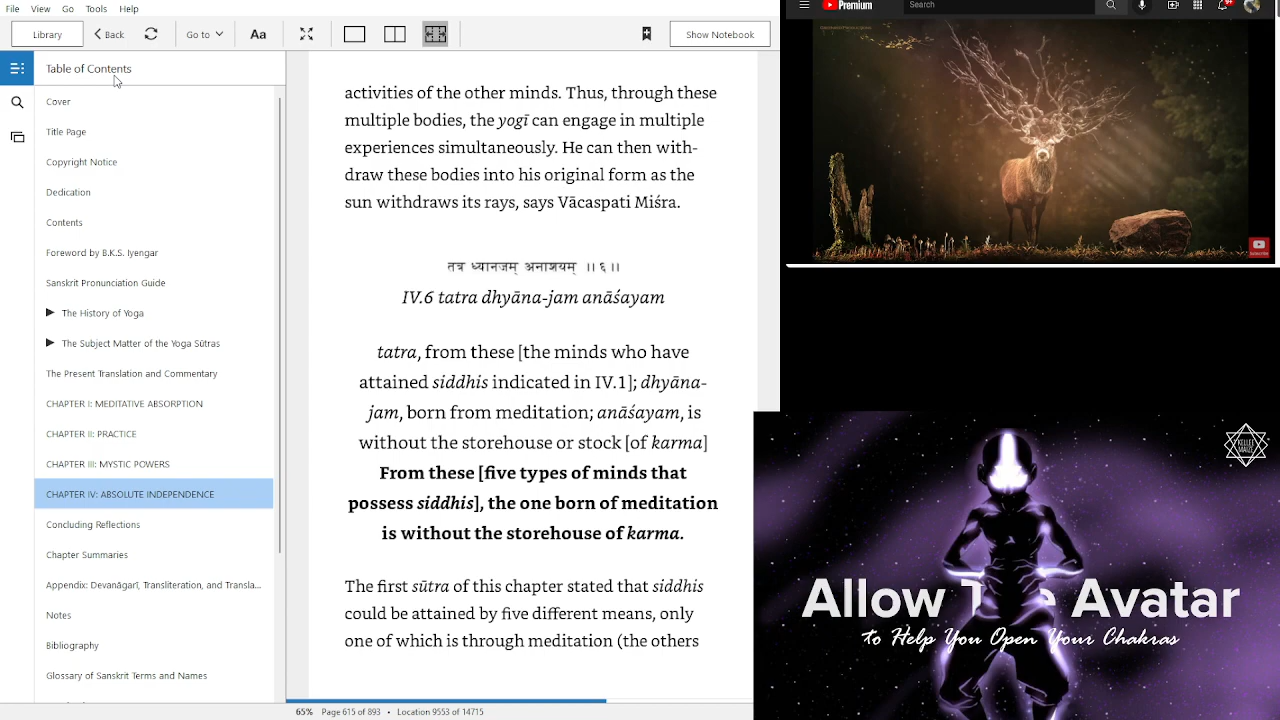 File View Go Tools Help
Library
Back
Go to
Aa
Show Notebook
Table of Contents
Cover
Title Page
Copyright Notice
Dedication
Contents
Foreword by B.K.S. Iyengar
Sanskrit Pronunciation Guide
The History of Yoga
The Subject Matter of the Yoga Sūtras
The Present Translation and Commentary
CHAPTER I: MEDITATIVE ABSORPTION
CHAPTER II: PRACTICE
CHAPTER III: MYSTIC POWERS
CHAPTER IV: ABSOLUTE INDEPENDENCE
Concluding Reflections
Chapter Summaries
Appendix: Devanāgarī, Transliteration, and Transla...
Notes
Bibliography
Glossary of Sanskrit Terms and Names
activities of the other minds. Thus, through these
multiple bodies, the yogī can engage in multiple
experiences simultaneously. He can then with-
draw these bodies into his original form as the
sun withdraws its rays, says Vācaspati Miśra.
तत्र ध्यानजम् अनाशयम् ॥६॥
IV.6 tatra dhyāna-jam anāśayam
tatra, from these [the minds who have
attained siddhis indicated in IV.1]; dhyāna-
jam, born from meditation; anāśayam, is
without the storehouse or stock [of karma]
From these [five types of minds that
possess siddhis], the one born of meditation
is without the storehouse of karma.
The first sūtra of this chapter stated that siddhis
could be attained by five different means, only
one of which is through meditation (the others
65% Page 615 of 893 • Location 9553 of 14715
Premium
Search
9+
Subscribe
Allow The Avatar
to Help You Open Your Chakras